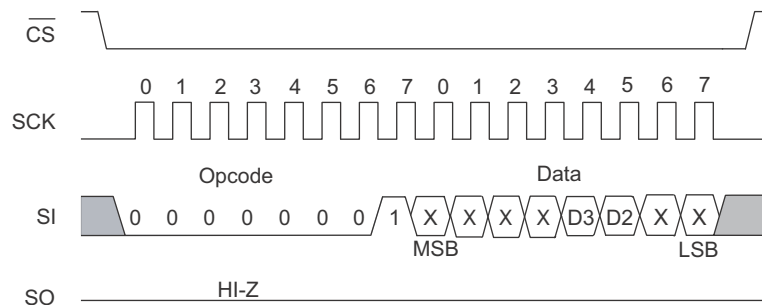 CS
0 1 2 3 4 5 6 7 0 1 2 3 4 5 6 7
SCK
Opcode Data
SI 0 0 0 0 0 0 0 1 X X X X D3 D2 X X
MSB LSB
HI-Z
SO